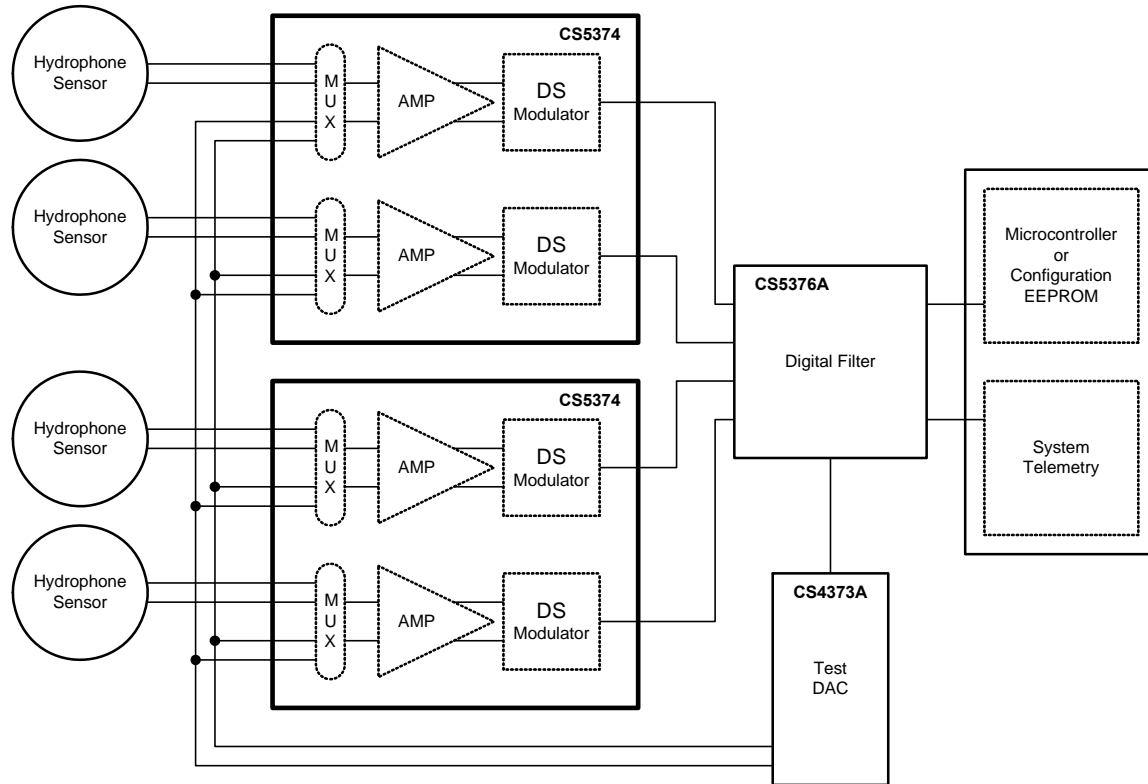 Hydrophone
Sensor
CS5374
M
U
X
AMP
DS
Modulator
Hydrophone
Sensor
M
U
X
AMP
DS
Modulator
Hydrophone
Sensor
CS5374
M
U
X
AMP
DS
Modulator
Hydrophone
Sensor
M
U
X
AMP
DS
Modulator
CS5376A
Digital Filter
Microcontroller
or
Configuration
EEPROM
System
Telemetry
CS4373A
Test
DAC